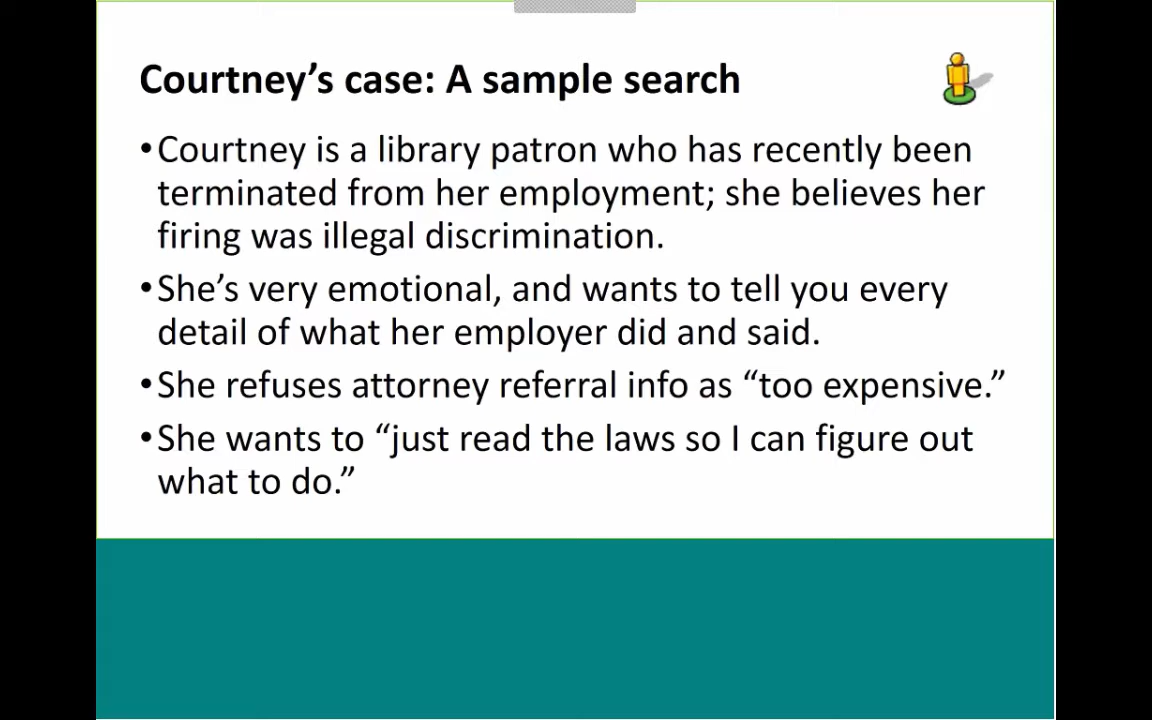 Courtney’s case: A sample search
•Courtney is a library patron who has recently been
terminated from her employment; she believes her
firing was illegal discrimination.
•She’s very emotional, and wants to tell you every
detail of what her employer did and said.
•She refuses attorney referral info as “too expensive.”
•She wants to “just read the laws so I can figure out
what to do.”